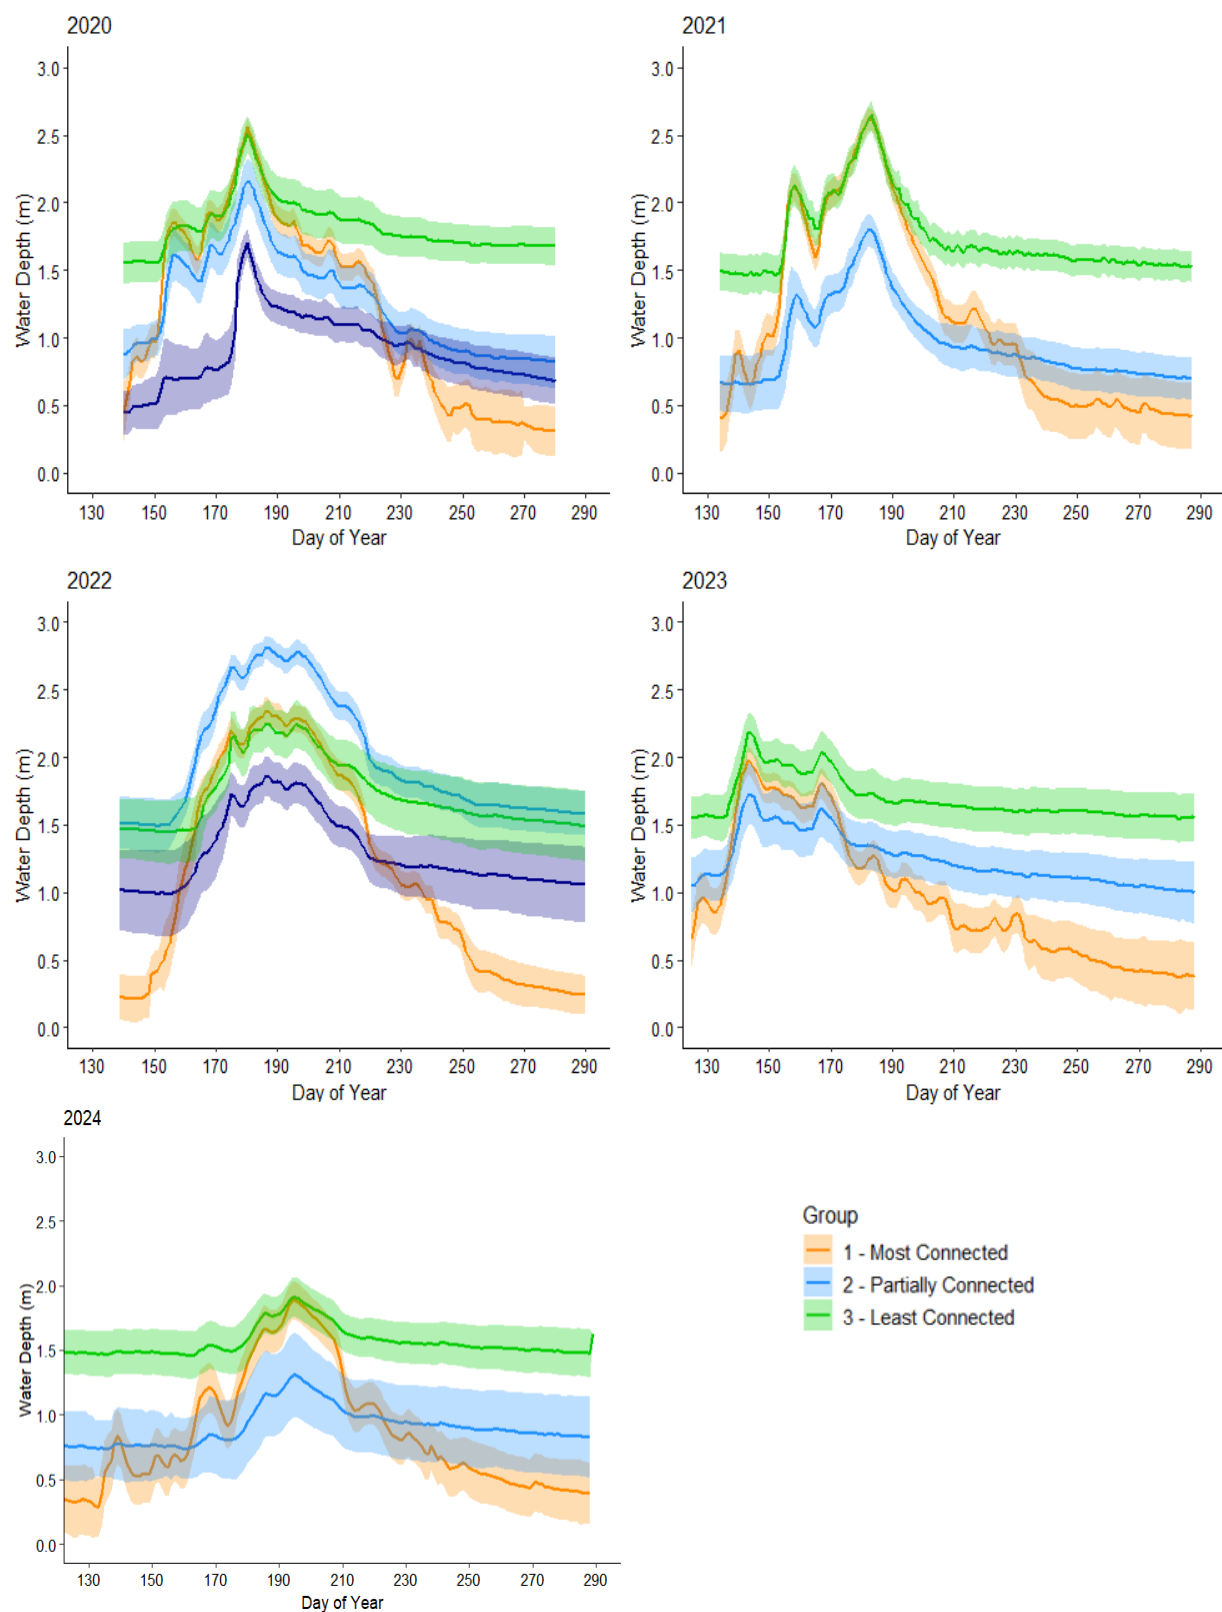 2020
3.0
2.5
2.0
1.5
1.0
0.5
0.0
Water Depth (m)
130 150 170 190 210 230 250 270 290
Day of Year
2021
3.0
2.5
2.0
1.5
1.0
0.5
0.0
Water Depth (m)
130 150 170 190 210 230 250 270 290
Day of Year
2022
3.0
2.5
2.0
1.5
1.0
0.5
0.0
Water Depth (m)
130 150 170 190 210 230 250 270 290
Day of Year
2023
3.0
2.5
2.0
1.5
1.0
0.5
0.0
Water Depth (m)
130 150 170 190 210 230 250 270 290
Day of Year
2024
3.0
2.5
2.0
1.5
1.0
0.5
0.0
Water Depth (m)
130 150 170 190 210 230 250 270 290
Day of Year
Group
1 - Most Connected
2 - Partially Connected
3 - Least Connected